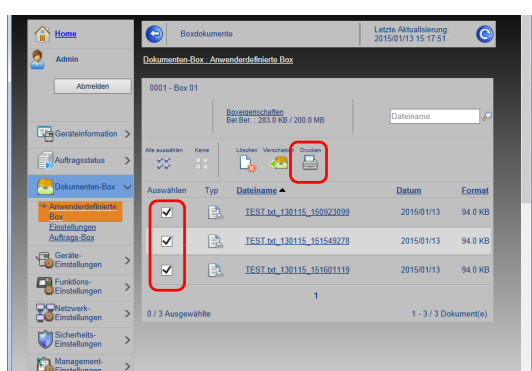 Home
Admin
Abmelden
Geräteinformation
Auftragsstatus
Dokumenten-Box
Anwenderdefinierte
Box
Einstellungen
Auftrags-Box
Geräte-
Einstellungen
Funktions-
Einstellungen
Netzwerk-
Einstellungen
Sicherheits-
Einstellungen
Management-
Einstellungen
Boxdokumente
Letzte Aktualisierung:
2015/01/13 15:17:51
Dokumenten-Box : Anwenderdefinierte Box
0001 - Box 01
Boxeigenschaften
Bel.Ber. : 283.0 KB / 200.0 MB
Dateiname
Alle auswählen Keine Löschen Verschieben Drucken
Auswählen Typ Dateiname Datum Format
TEST.txt_130115_150923099 2015/01/13 94.0 KB
TEST.txt_130115_151549278 2015/01/13 94.0 KB
TEST.txt_130115_151601119 2015/01/13 94.0 KB
1
0 / 3 Ausgewählte 1 - 3 / 3 Dokument(e)